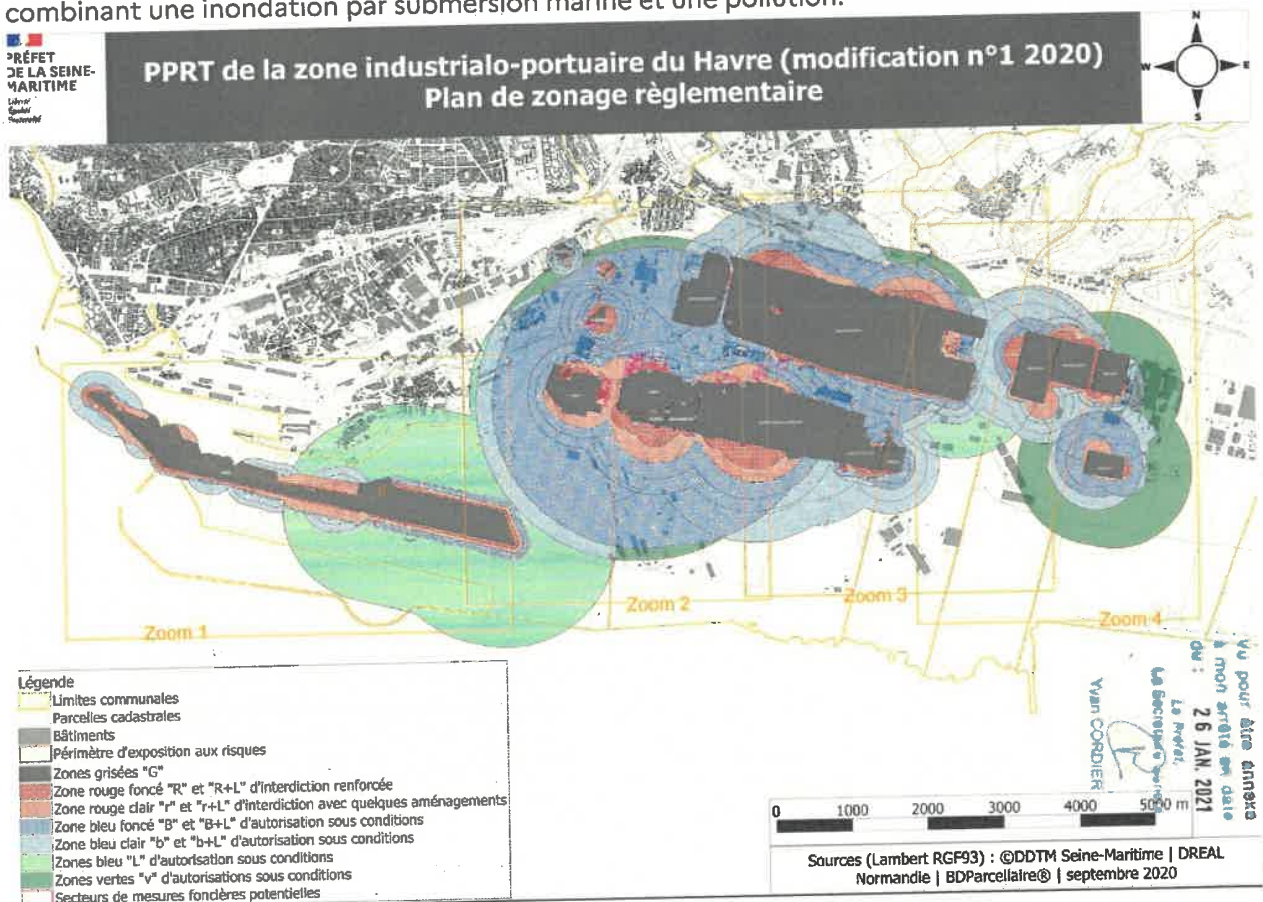 combinant une inondation par submersion marine et une pollution.
PRÉFET
DE LA SEINE-
MARITIME
Liberté
Égalité
Fraternité
PPRT de la zone industrialo-portuaire du Havre (modification n°1 2020)
Plan de zonage règlementaire
N
W
E
S
Zoom 1
Zoom 2
Zoom 3
Zoom 4
Légende
Limites communales
Parcelles cadastrales
Bâtiments
Périmètre d'exposition aux risques
Zones grisées "G"
Zone rouge foncé "R" et "R+L" d'interdiction renforcée
Zone rouge clair "r" et "r+L" d'interdiction avec quelques aménagements
Zone bleu foncé "B" et "B+L" d'autorisation sous conditions
Zone bleu clair "b" et "b+L" d'autorisation sous conditions
Zones bleu "L" d'autorisation sous conditions
Zones vertes "v" d'autorisations sous conditions
Secteurs de mesures foncières potentielles
Vu pour être annexé
à mon arrêté en date
du : 26 JAN. 2021
Le Préfet,
Le Secrétaire
Yvan CORDIER
0 1000 2000 3000 4000 5000 m
Sources (Lambert RGF93) : ©DDTM Seine-Maritime | DREAL
Normandie | BDParcellaire® | septembre 2020